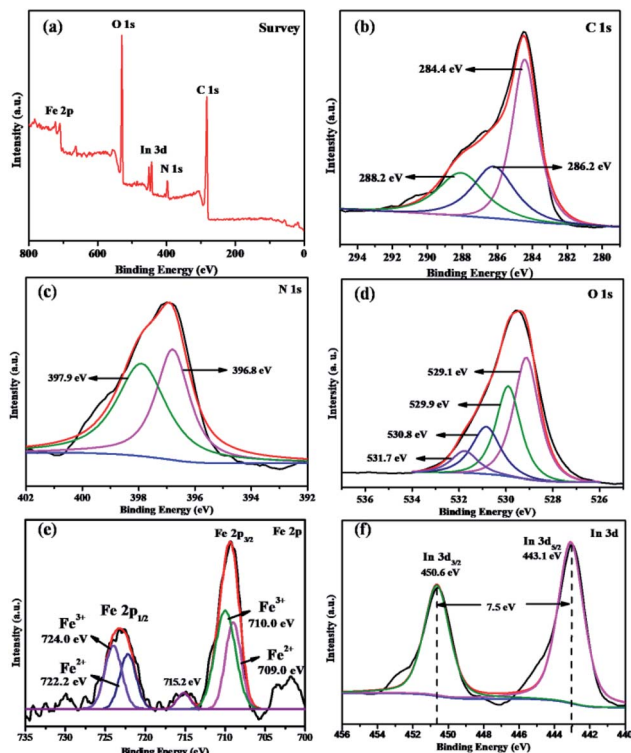 (a) Survey
O 1s
C 1s
Fe 2p
In 3d
N 1s
Intensity (a.u.)
800 600 400 200 0
Binding Energy (eV)
(b) C 1s
284.4 eV
288.2 eV
286.2 eV
Intensity (a.u.)
294 292 290 288 286 284 282 280
Binding Energy (eV)
(c) N 1s
397.9 eV
396.8 eV
Intensity (a.u.)
402 400 398 396 394 392
Binding Energy (eV)
(d) O 1s
529.1 eV
529.9 eV
530.8 eV
531.7 eV
Intensity (a.u.)
536 534 532 530 528 526
Binding Energy (eV)
(e) Fe 2p3/2 Fe 2p
Fe3+ Fe 2p1/2
724.0 eV
Fe2+
722.2 eV
715.2 eV
Fe3+
710.0 eV
Fe2+
709.0 eV
Intensity (a. u.)
735 730 725 720 715 710 705 700
Binding Energy (eV)
(f) In 3d
In 3d3/2
450.6 eV
In 3d5/2
443.1 eV
7.5 eV
Intensity (a.u.)
456 454 452 450 448 446 444 442 440
Binding Energy (eV)